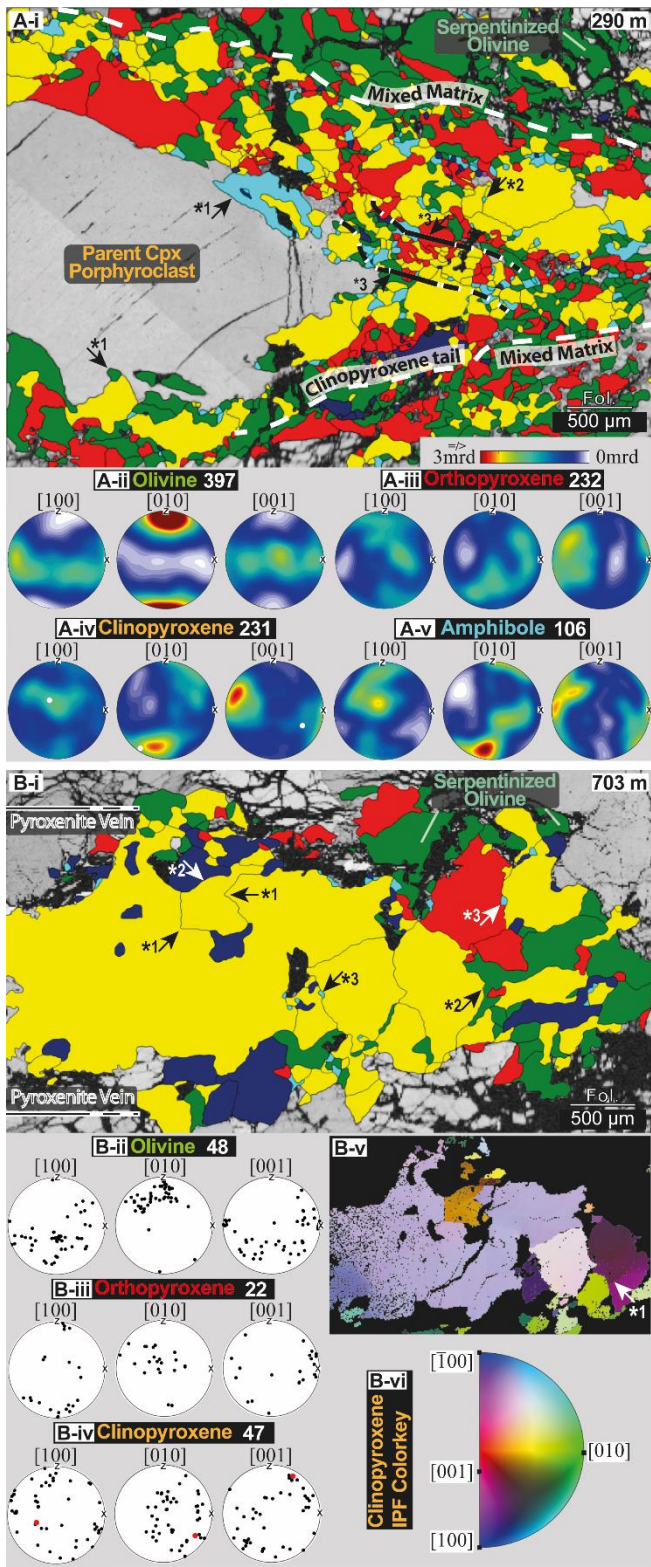 A-i
290 m
Serpentinized
Olivine
Mixed Matrix
*1
*2
*3
Parent Cpx
Porphyroclast
*3
*1
Clinopyroxene tail
Mixed Matrix
Fol.
500 µm
=/>
3mrd
0mrd
A-ii Olivine 397
A-iii Orthopyroxene 232
[100] [010] [001] [100] [010] [001]
z z z z z z
x x
A-iv Clinopyroxene 231
A-v Amphibole 106
[100] [010] [001] [100] [010] [001]
z z z z z z
x x
B-i
703 m
Serpentinized
Olivine
Pyroxenite Vein
*2
*1
*3
*1
*3
*2
Pyroxenite Vein
Fol.
500 µm
B-ii Olivine 48
[100] [010] [001]
z z z
x
B-v
*1
B-iii Orthopyroxene 22
[100] [010] [001]
z z z
x
B-iv Clinopyroxene 47
[100] [010] [001]
z z z
x
B-vi
Clinopyroxene
IPF Colorkey
[1̄00]
[010]
[001]
[100]